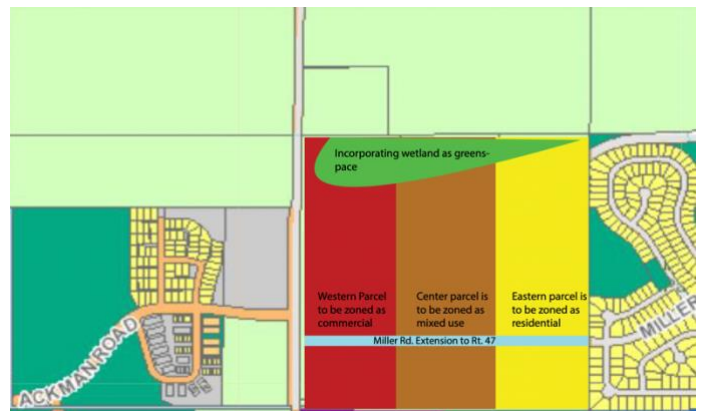 Incorporating wetland as greens-
pace
Western Parcel
to be zoned as
commercial
Center parcel is
to be zoned as
mixed use
Eastern parcel is
to be zoned as
residential
Miller Rd. Extension to Rt. 47
MILLER
ACKMAN ROAD